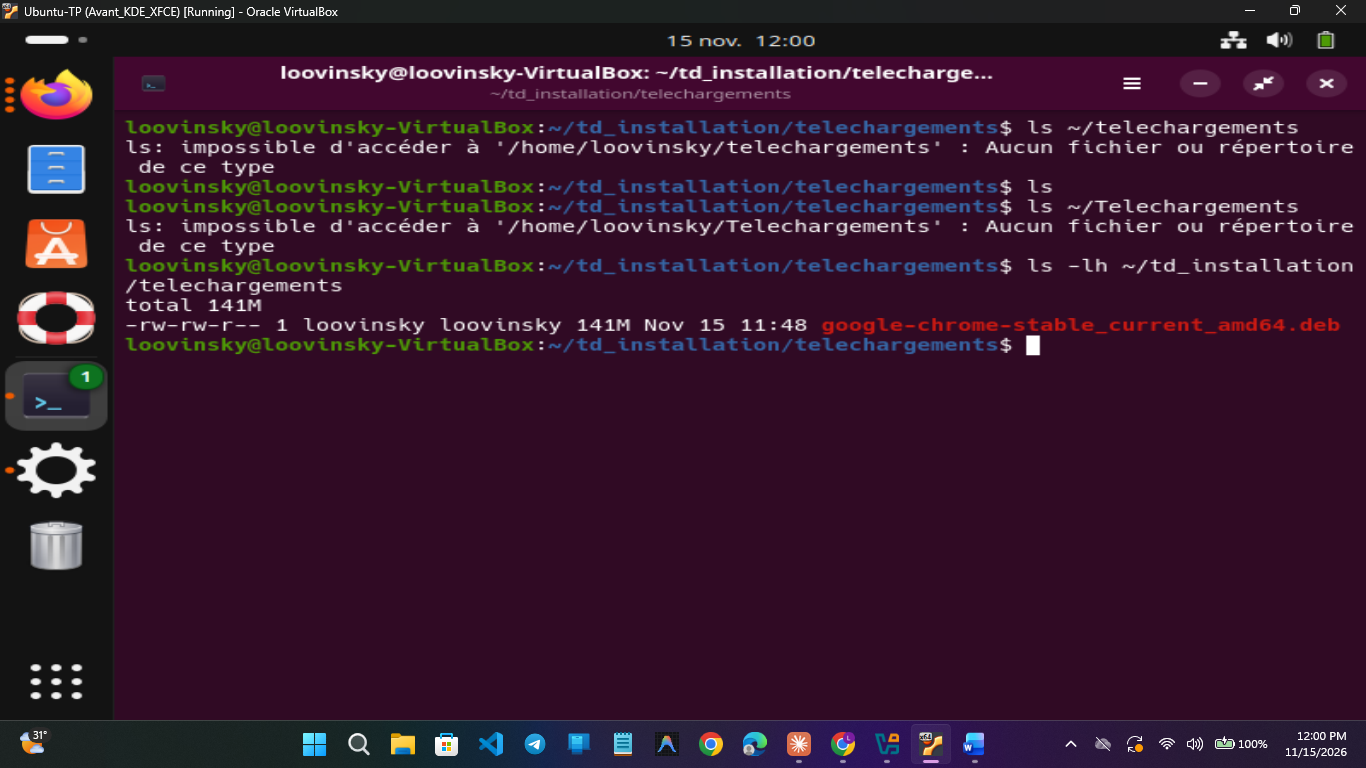 Ubuntu-TP (Avant_KDE_XFCE) [Running] - Oracle VirtualBox
15 nov. 12:00
loovinsky@loovinsky-VirtualBox: ~/td_installation/telecharge...
~/td_installation/telechargements
loovinsky@loovinsky-VirtualBox:~/td_installation/telechargements$ ls ~/telechargements
ls: impossible d'accéder à '/home/loovinsky/telechargements' : Aucun fichier ou répertoire
de ce type
loovinsky@loovinsky-VirtualBox:~/td_installation/telechargements$ ls
loovinsky@loovinsky-VirtualBox:~/td_installation/telechargements$ ls ~/Telechargements
ls: impossible d'accéder à '/home/loovinsky/Telechargements' : Aucun fichier ou répertoire
de ce type
loovinsky@loovinsky-VirtualBox:~/td_installation/telechargements$ ls -lh ~/td_installation
/telechargements
total 141M
-rw-rw-r-- 1 loovinsky loovinsky 141M Nov 15 11:48 google-chrome-stable_current_amd64.deb
loovinsky@loovinsky-VirtualBox:~/td_installation/telechargements$
1
31°
100%
12:00 PM
11/15/2026